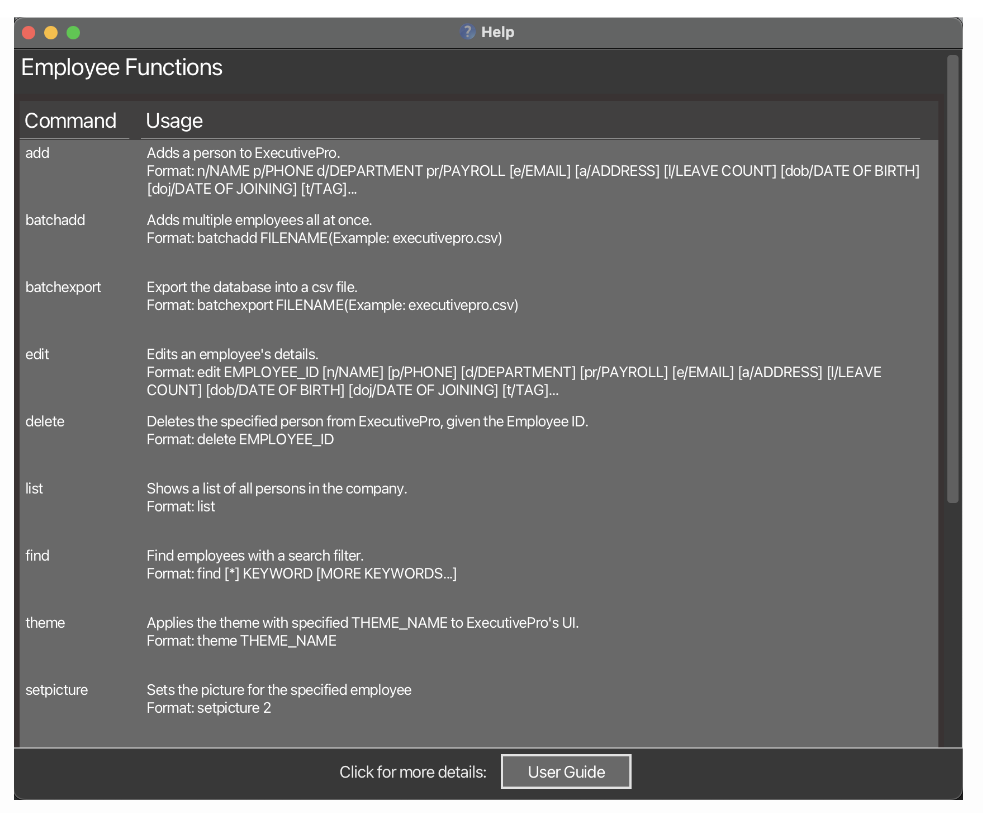 Help
Employee Functions
Command Usage
add Adds a person to ExecutivePro.
Format: n/NAME p/PHONE d/DEPARTMENT pr/PAYROLL [e/EMAIL] [a/ADDRESS] [l/LEAVE COUNT] [dob/DATE OF BIRTH]
[doj/DATE OF JOINING] [t/TAG]...
batchadd Adds multiple employees all at once.
Format: batchadd FILENAME(Example: executivepro.csv)
batchexport Export the database into a csv file.
Format: batchexport FILENAME(Example: executivepro.csv)
edit Edits an employee's details.
Format: edit EMPLOYEE_ID [n/NAME] [p/PHONE] [d/DEPARTMENT] [pr/PAYROLL] [e/EMAIL] [a/ADDRESS] [l/LEAVE
COUNT] [dob/DATE OF BIRTH] [doj/DATE OF JOINING] [t/TAG]...
delete Deletes the specified person from ExecutivePro, given the Employee ID.
Format: delete EMPLOYEE_ID
list Shows a list of all persons in the company.
Format: list
find Find employees with a search filter.
Format: find [*] KEYWORD [MORE KEYWORDS...]
theme Applies the theme with specified THEME_NAME to ExecutivePro's UI.
Format: theme THEME_NAME
setpicture Sets the picture for the specified employee
Format: setpicture 2
Click for more details: User Guide